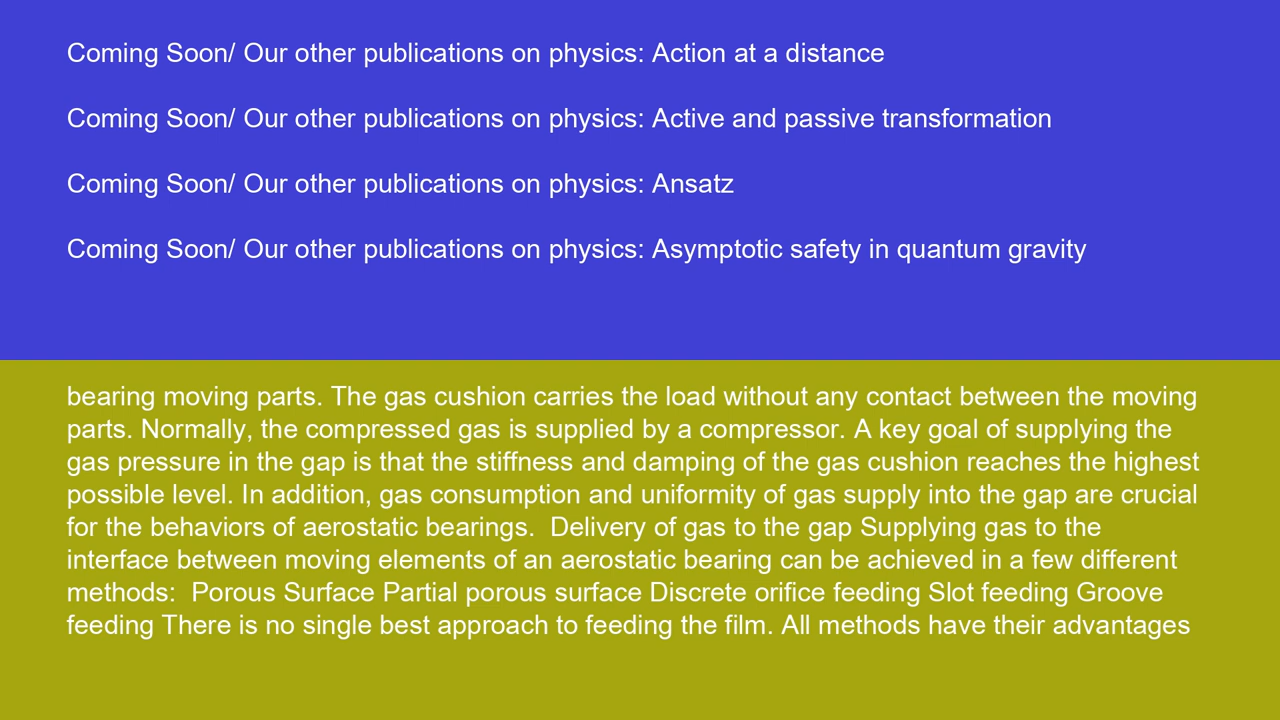 Coming Soon/ Our other publications on physics: Action at a distance
Coming Soon/ Our other publications on physics: Active and passive transformation
Coming Soon/ Our other publications on physics: Ansatz
Coming Soon/ Our other publications on physics: Asymptotic safety in quantum gravity
bearing moving parts. The gas cushion carries the load without any contact between the moving
parts. Normally, the compressed gas is supplied by a compressor. A key goal of supplying the
gas pressure in the gap is that the stiffness and damping of the gas cushion reaches the highest
possible level. In addition, gas consumption and uniformity of gas supply into the gap are crucial
for the behaviors of aerostatic bearings.  Delivery of gas to the gap Supplying gas to the
interface between moving elements of an aerostatic bearing can be achieved in a few different
methods:  Porous Surface Partial porous surface Discrete orifice feeding Slot feeding Groove
feeding There is no single best approach to feeding the film. All methods have their advantages